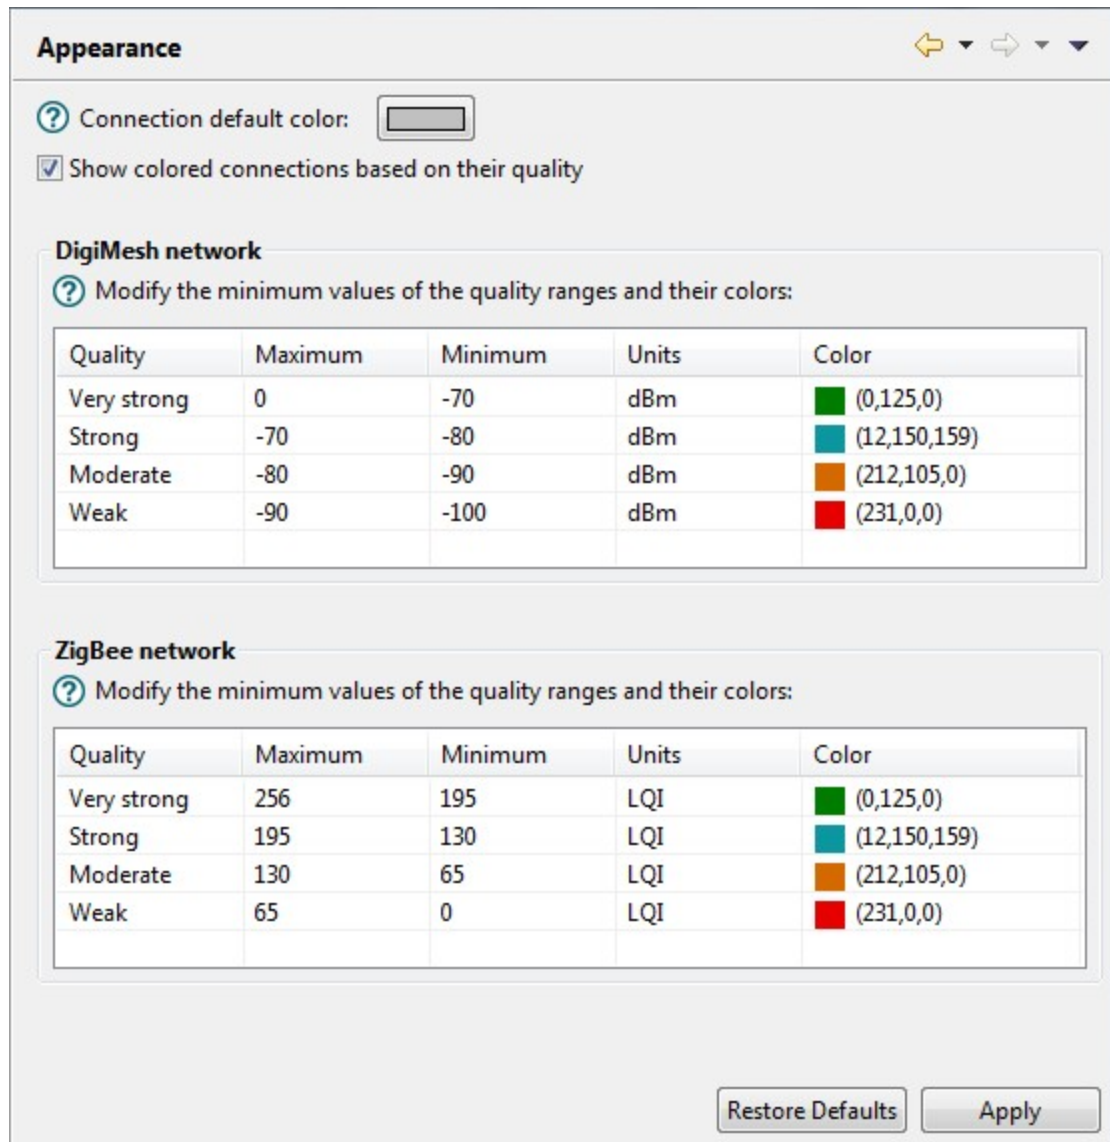 Appearance
Connection default color:
Show colored connections based on their quality
DigiMesh network
Modify the minimum values of the quality ranges and their colors:
Quality Maximum Minimum Units Color
Very strong 0 -70 dBm (0,125,0)
Strong -70 -80 dBm (12,150,159)
Moderate -80 -90 dBm (212,105,0)
Weak -90 -100 dBm (231,0,0)
ZigBee network
Modify the minimum values of the quality ranges and their colors:
Quality Maximum Minimum Units Color
Very strong 256 195 LQI (0,125,0)
Strong 195 130 LQI (12,150,159)
Moderate 130 65 LQI (212,105,0)
Weak 65 0 LQI (231,0,0)
Restore Defaults Apply